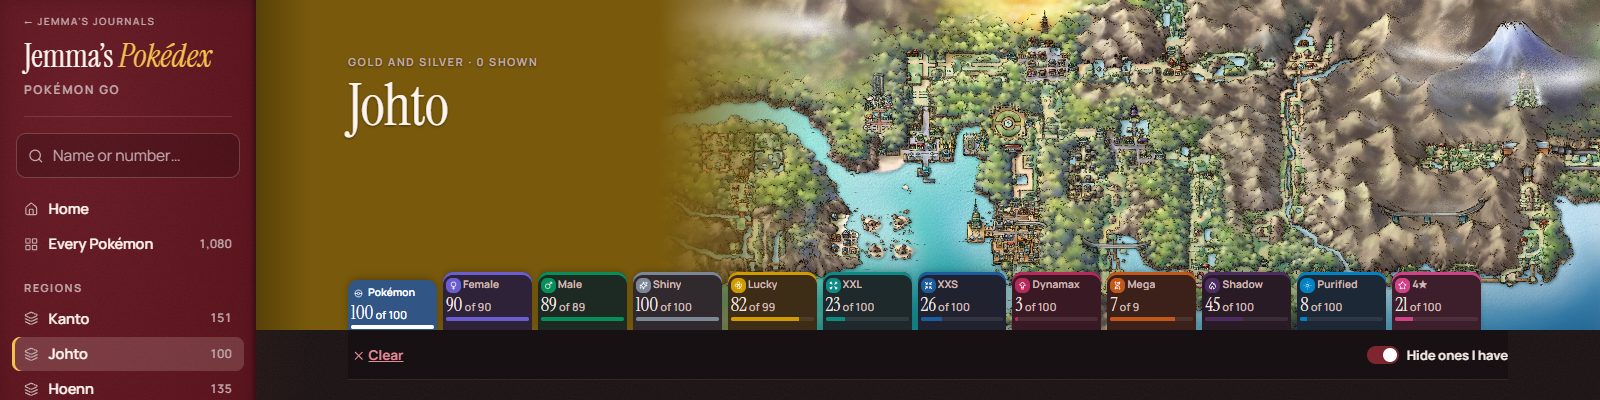 ← JEMMA'S JOURNALS
Jemma's Pokédex
POKÉMON GO
Name or number...
Home
Every Pokémon 1,080
REGIONS
Kanto 151
Johto 100
Hoenn 135
GOLD AND SILVER · 0 SHOWN
Johto
Pokémon
100 of 100
Female
90 of 90
Male
89 of 89
Shiny
100 of 100
Lucky
82 of 99
XXL
23 of 100
XXS
26 of 100
Dynamax
3 of 100
Mega
7 of 9
Shadow
45 of 100
Purified
8 of 100
4★
21 of 100
× Clear
Hide ones I have